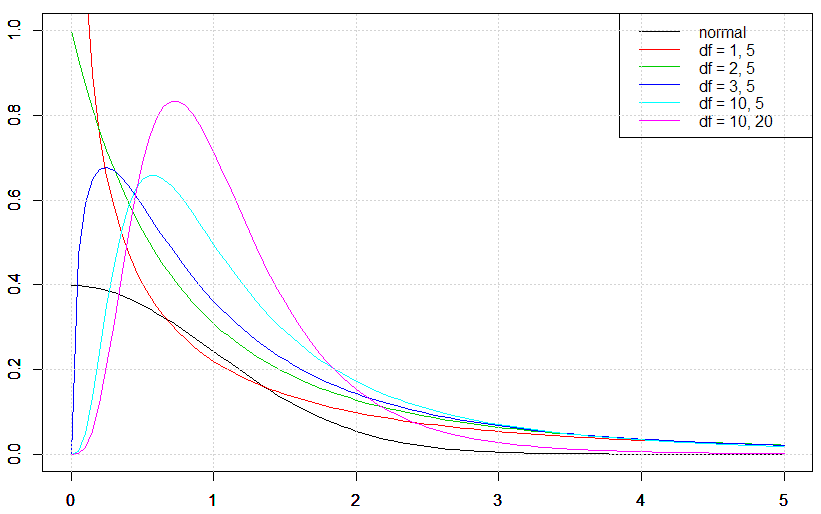 normal
df = 1, 5
df = 2, 5
df = 3, 5
df = 10, 5
df = 10, 20
1.0
0.8
0.6
0.4
0.2
0.0
0 1 2 3 4 5